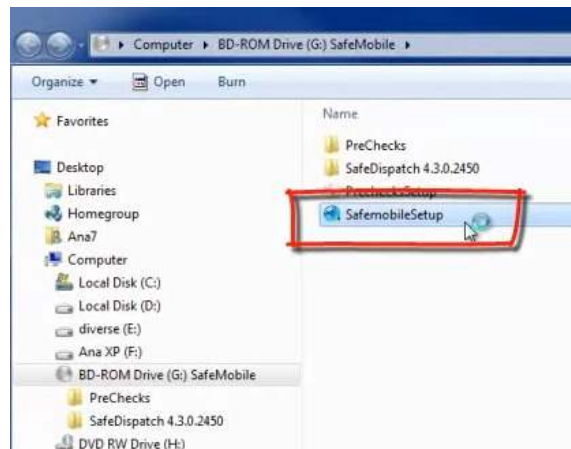 Computer ▸ BD-ROM Drive (G:) SafeMobile ▸
Organize ▾ Open Burn
Favorites
Desktop
Libraries
Homegroup
Ana7
Computer
Local Disk (C:)
Local Disk (D:)
diverse (E:)
Ana XP (F:)
BD-ROM Drive (G:) SafeMobile
PreChecks
SafeDispatch 4.3.0.2450
DVD RW Drive (H:)
Name
PreChecks
SafeDispatch 4.3.0.2450
PrechecksSetup
SafemobileSetup